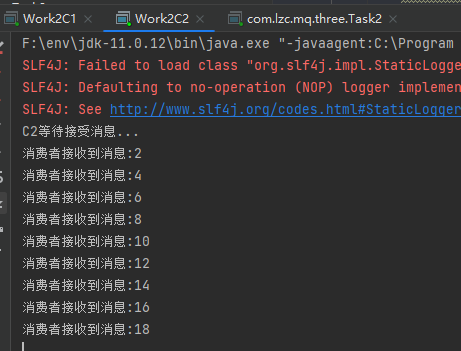 Work2C1 Work2C2 com.lzc.mq.three.Task2
F:\env\jdk-11.0.12\bin\java.exe "-javaagent:C:\Program
SLF4J: Failed to load class "org.slf4j.impl.StaticLogge
SLF4J: Defaulting to no-operation (NOP) logger implemen
SLF4J: See http://www.slf4j.org/codes.html#StaticLogger
C2等待接受消息...
消费者接收到消息:2
消费者接收到消息:4
消费者接收到消息:6
消费者接收到消息:8
消费者接收到消息:10
消费者接收到消息:12
消费者接收到消息:14
消费者接收到消息:16
消费者接收到消息:18